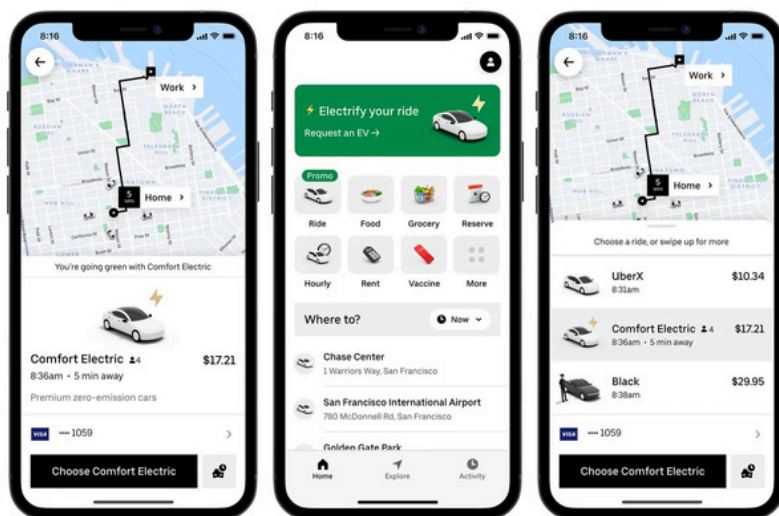 8:16
Work >
5
MIN
Home >
You're going green with Comfort Electric
Comfort Electric 4 $17.21
8:36am • 5 min away
Premium zero-emission cars
VISA •••• 1059 >
Choose Comfort Electric
8:16
Electrify your ride
Request an EV →
Promo
Ride Food Grocery Reserve
Hourly Rent Vaccine More
Where to? Now
Chase Center
1 Warriors Way, San Francisco
San Francisco International Airport
780 McDonnell Rd, San Francisco
Golden Gate Park
Home Explore Activity
8:16
Work >
5
MIN
Home >
Choose a ride, or swipe up for more
UberX $10.34
8:31am
Comfort Electric 4 $17.21
8:36am • 5 min away
Black $29.95
8:38am
VISA •••• 1059 >
Choose Comfort Electric